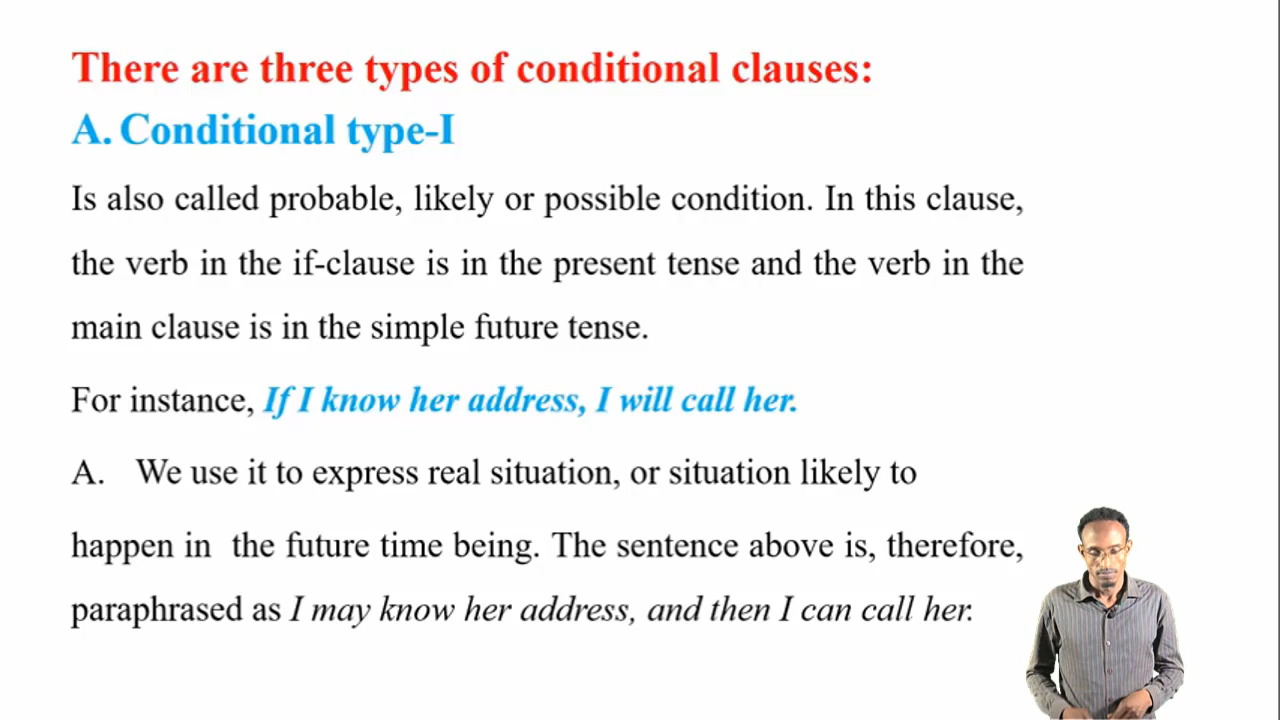 There are three types of conditional clauses:
A. Conditional type-I
Is also called probable, likely or possible condition. In this clause,
the verb in the if-clause is in the present tense and the verb in the
main clause is in the simple future tense.
For instance, If I know her address, I will call her.
A. We use it to express real situation, or situation likely to
happen in the future time being. The sentence above is, therefore,
paraphrased as I may know her address, and then I can call her.